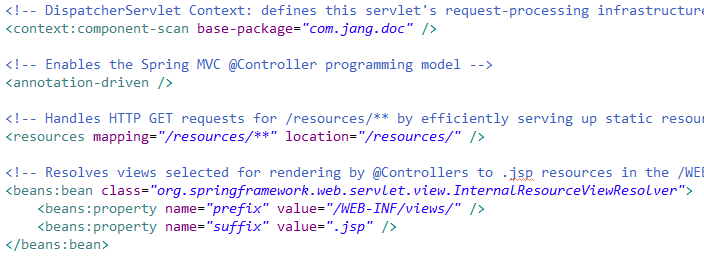 <!-- DispatcherServlet Context: defines this servlet's request-processing infrastructure
<context:component-scan base-package="com.jang.doc" />
<!-- Enables the Spring MVC @Controller programming model -->
<annotation-driven />
<!-- Handles HTTP GET requests for /resources/** by efficiently serving up static resour
<resources mapping="/resources/**" location="/resources/" />
<!-- Resolves views selected for rendering by @Controllers to .jsp resources in the /WEB
<beans:bean class="org.springframework.web.servlet.view.InternalResourceViewResolver">
<beans:property name="prefix" value="/WEB-INF/views/" />
<beans:property name="suffix" value=".jsp" />
</beans:bean>